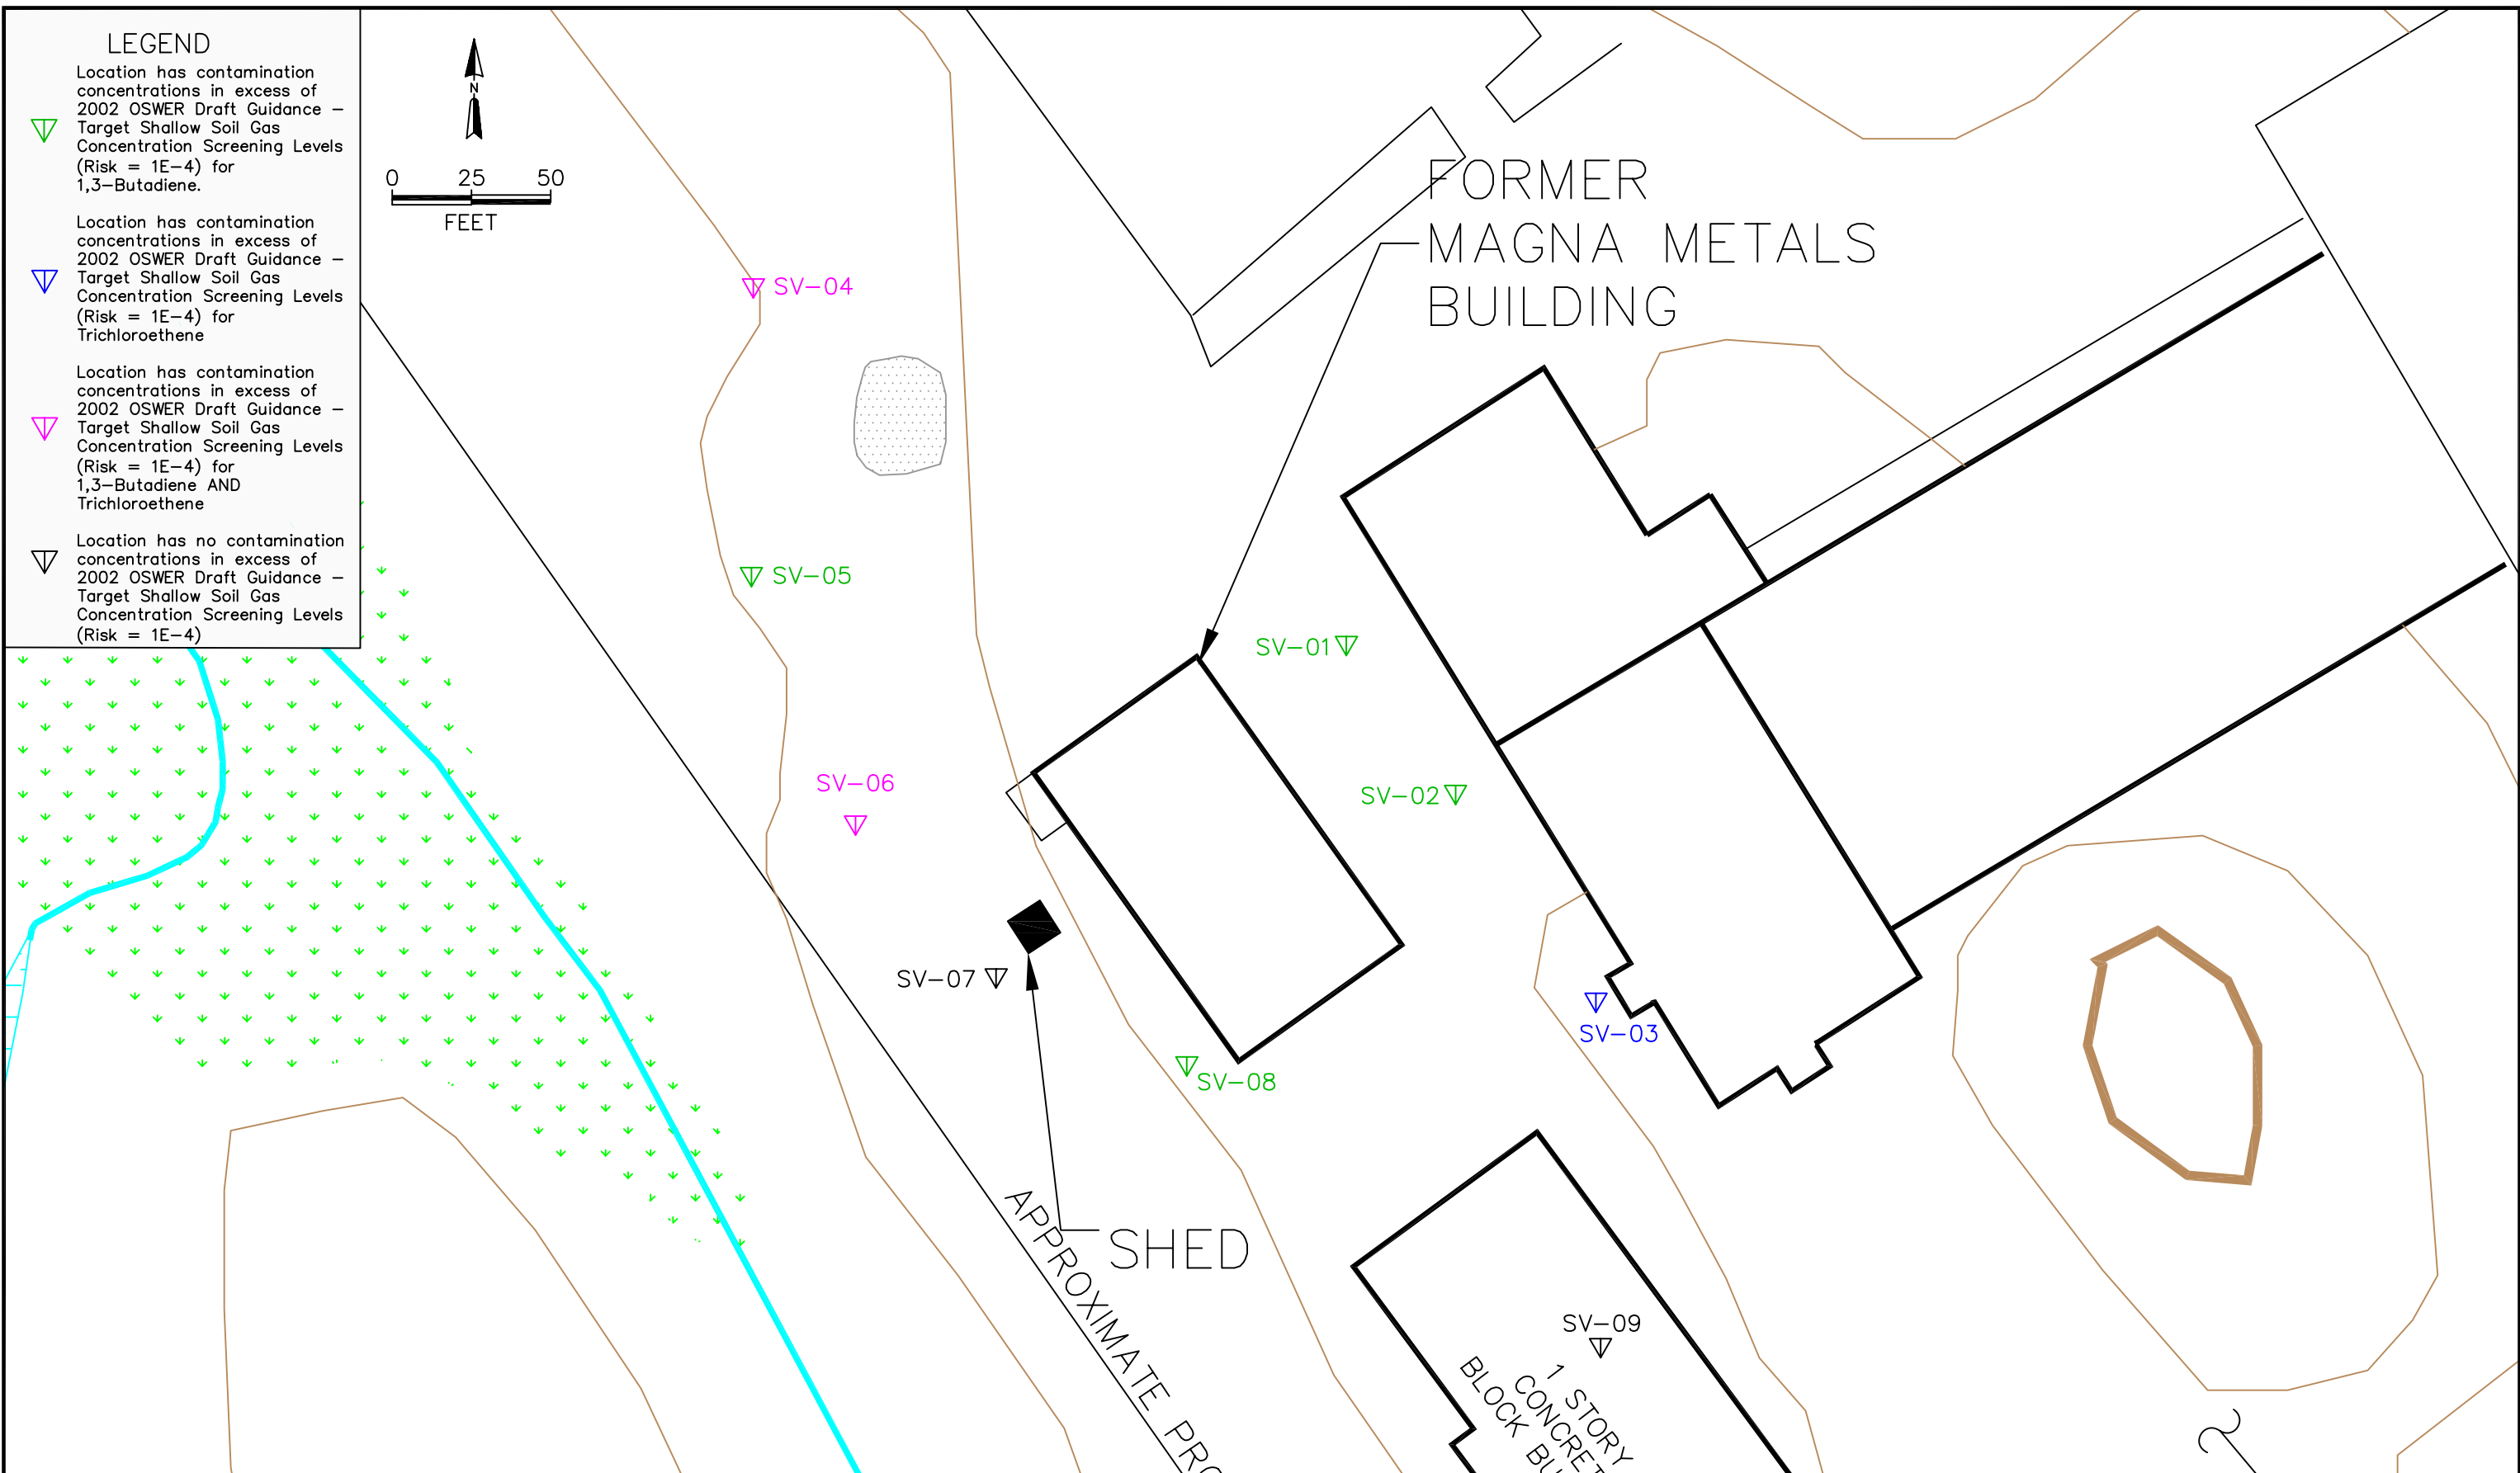 LEGEND
Location has contamination
concentrations in excess of
2002 OSWER Draft Guidance –
Target Shallow Soil Gas
Concentration Screening Levels
(Risk = 1E–4) for
1,3–Butadiene.
Location has contamination
concentrations in excess of
2002 OSWER Draft Guidance –
Target Shallow Soil Gas
Concentration Screening Levels
(Risk = 1E–4) for
Trichloroethene
Location has contamination
concentrations in excess of
2002 OSWER Draft Guidance –
Target Shallow Soil Gas
Concentration Screening Levels
(Risk = 1E–4) for
1,3–Butadiene AND
Trichloroethene
Location has no contamination
concentrations in excess of
2002 OSWER Draft Guidance –
Target Shallow Soil Gas
Concentration Screening Levels
(Risk = 1E–4)
N
0 25 50
FEET
FORMER
MAGNA METALS
BUILDING
SV–04
SV–05
SV–01
SV–06
SV–02
SV–07
SV–03
SV–08
SHED
APPROXIMATE
SV–09
1 STORY
BLOCK